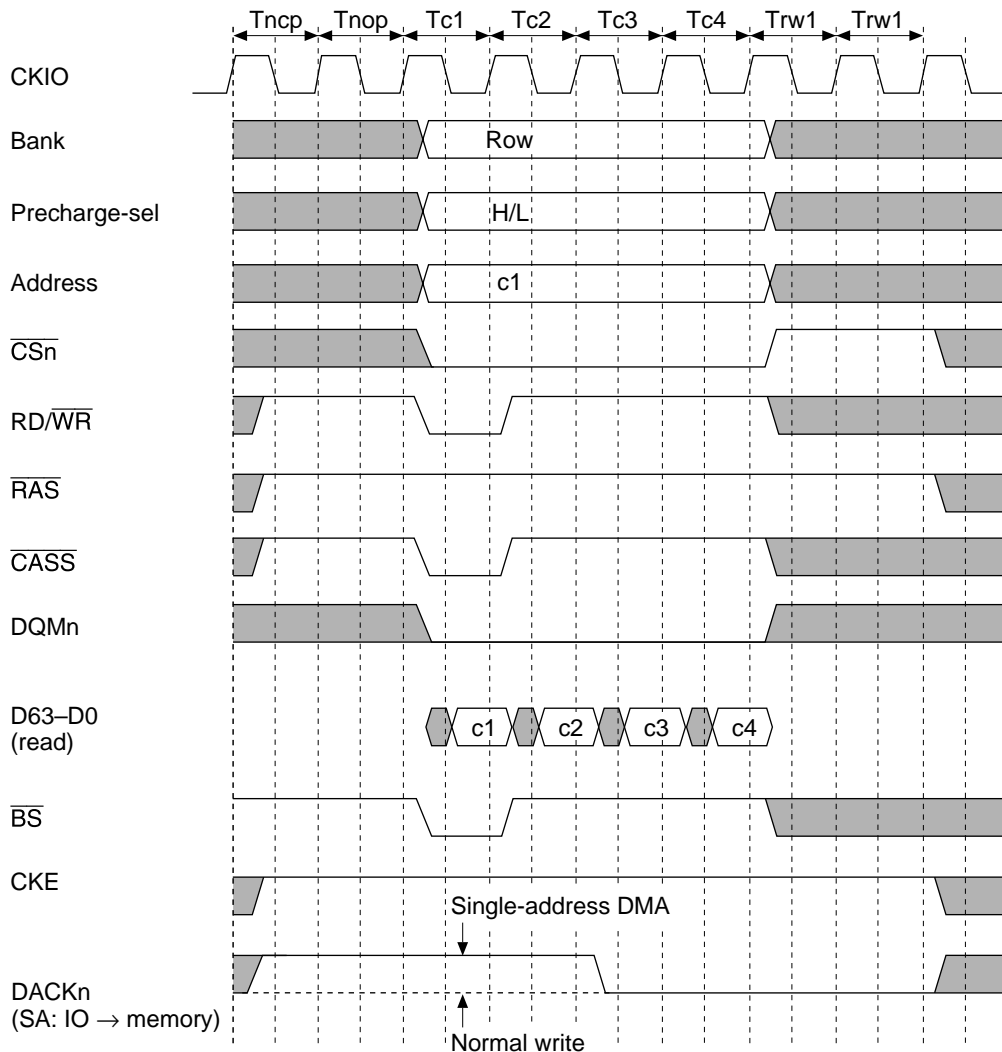 Tncp Tnop Tc1 Tc2 Tc3 Tc4 Trw1 Trw1
CKIO
Bank Row
Precharge-sel H/L
Address c1
CSn
RD/WR
RAS
CASS
DQMn
D63–D0 c1 c2 c3 c4
(read)
BS
CKE
Single-address DMA
DACKn
(SA: IO → memory)
Normal write